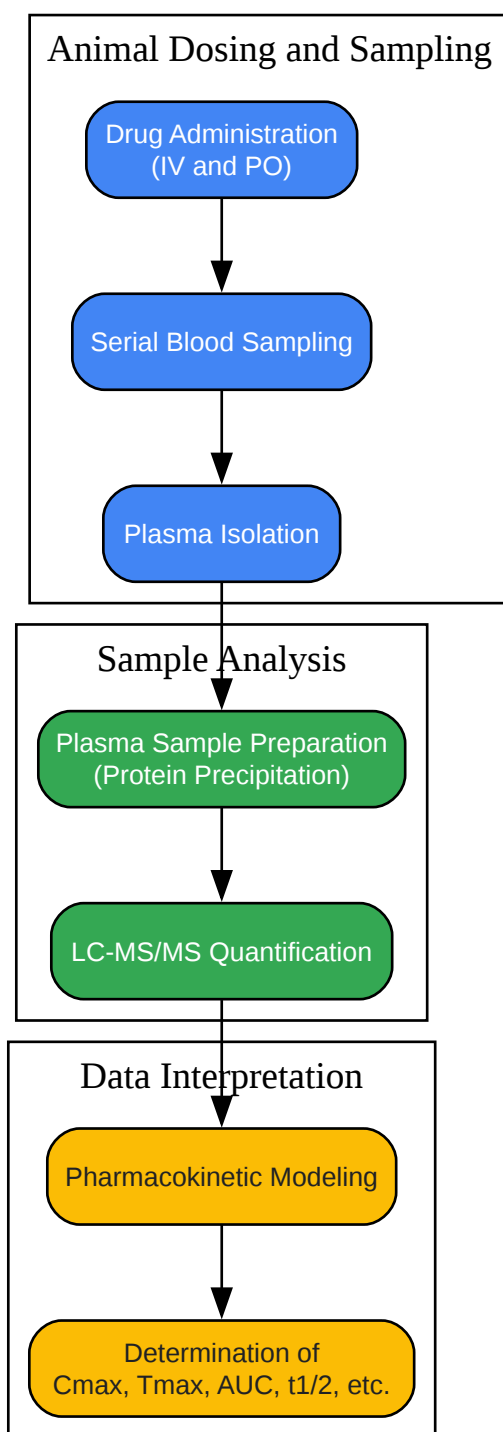 Animal Dosing and Sampling
Drug Administration
(IV and PO)
Serial Blood Sampling
Plasma Isolation
Sample Analysis
Plasma Sample Preparation
(Protein Precipitation)
LC-MS/MS Quantification
Data Interpretation
Pharmacokinetic Modeling
Determination of
Cmax, Tmax, AUC, t1/2, etc.